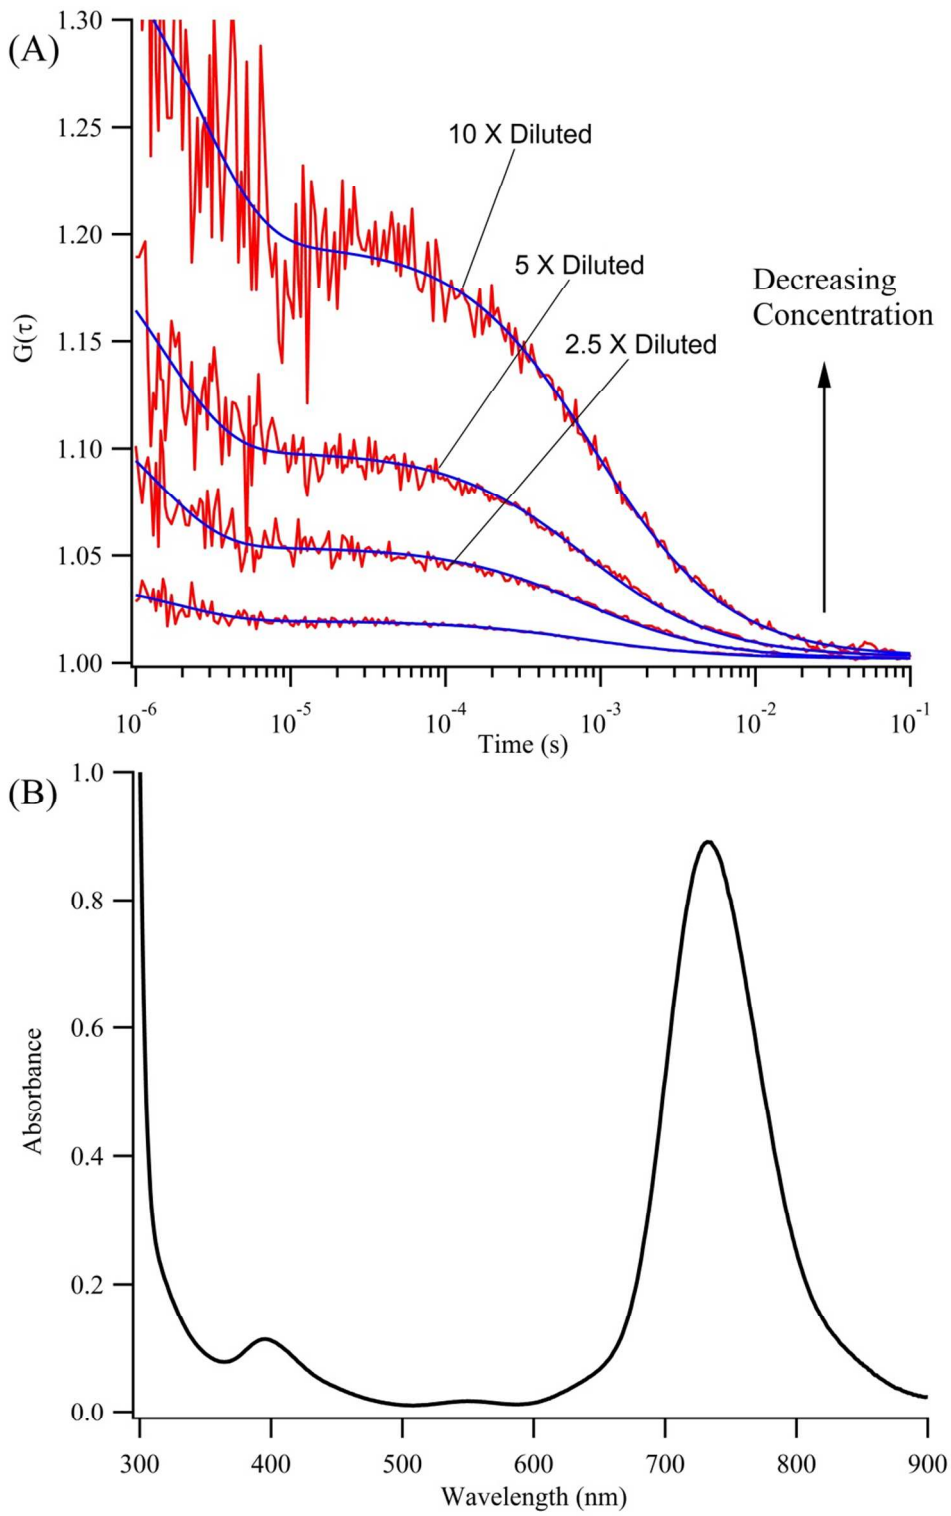 (A)
1.30
1.25
1.20
1.15
1.10
1.05
1.00
G(τ)
10 X Diluted
5 X Diluted
2.5 X Diluted
Decreasing
Concentration
10-6
10-5
10-4
10-3
10-2
10-1
Time (s)
(B)
1.0
0.8
0.6
0.4
0.2
0.0
Absorbance
300
400
500
600
700
800
900
Wavelength (nm)